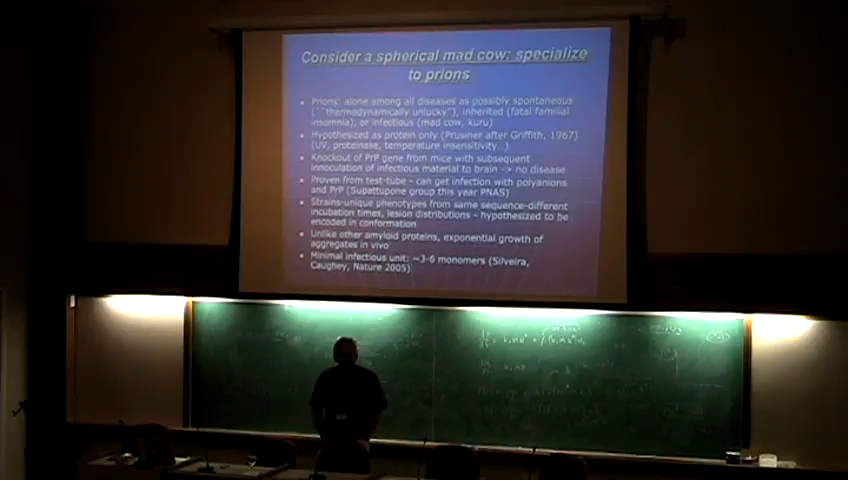 Consider a spherical mad cow: specialize
to prions
Prions: alone among all diseases as possibly spontaneous
(``thermodynamically unlucky"), inherited (fatal familial
insomnia), or infectious (mad cow, kuru)
Hypothesized as protein only (Prusiner after Griffith, 1967)
(UV, proteinase, temperature insensitivity…)
Knockout of PrP gene from mice with subsequent
inoculation of infectious material to brain -> no disease
Proven from test-tube - can get infection with polyanions
and PrP (Supattupone group this year PNAS)
Strains-unique phenotypes from same sequence-different
incubation times, lesion distributions - hypothesized to be
encoded in conformation
Unlike other amyloid proteins, exponential growth of
aggregates in vivo
Minimal infectious unit: ~3-6 monomers (Silveira,
Caughey, Nature 2005)